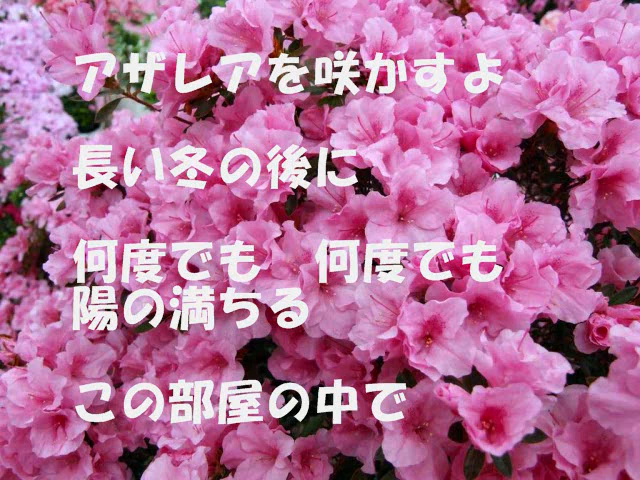 アザレアを咲かすよ
長い冬の後に
何度でも　何度でも
陽の満ちる
この部屋の中で